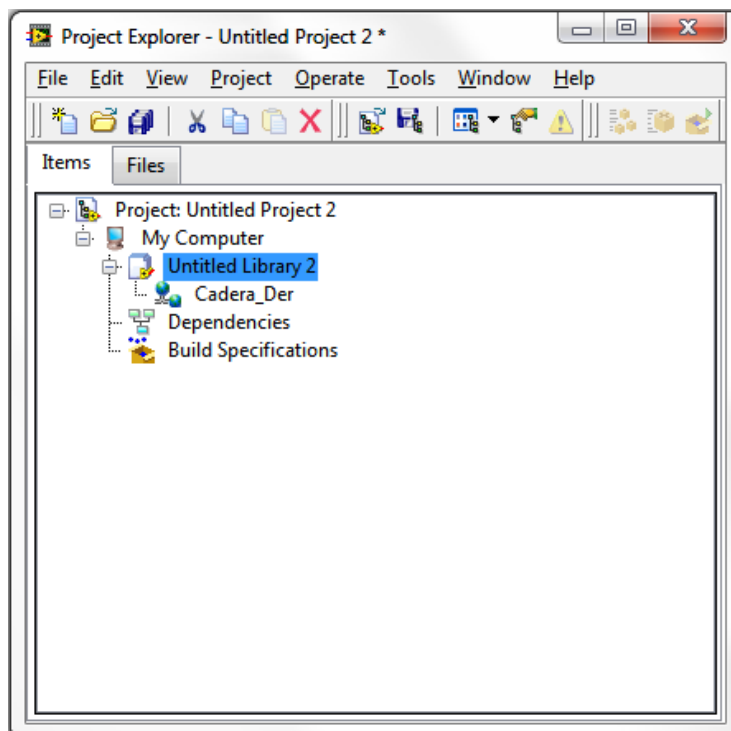 Project Explorer - Untitled Project 2 *
File Edit View Project Operate Tools Window Help
Items Files
Project: Untitled Project 2
My Computer
Untitled Library 2
Cadera_Der
Dependencies
Build Specifications